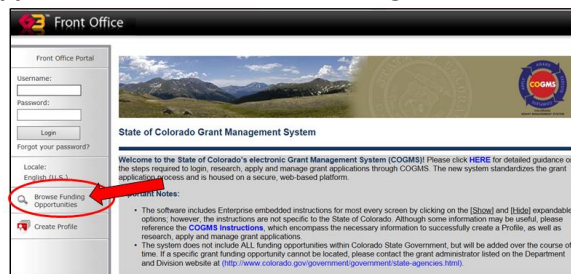 Front Office
Front Office Portal
Username:
Password:
Login
Forgot your password?
Locale:
English (U.S.)
Browse Funding
Opportunities
Create Profile
COGMS
State of Colorado Grant Management System
Welcome to the State of Colorado's electronic Grant Management System (COGMS)! Please click HERE for detailed guidance on
the steps required to login, research, apply and manage grant applications through COGMS. The new system standardizes the grant
application process and is housed on a secure, web-based platform.
Important Notes:
• The software includes Enterprise embedded instructions for most every screen by clicking on the [Show] and [Hide] expandable
options, however, the instructions are not specific to the State of Colorado. Although some information may be useful, please
reference the COGMS Instructions, which encompass the necessary information to successfully create a Profile, as well as
research, apply and manage grant applications.
• The system does not include ALL funding opportunities within Colorado State Government, but will be added over the course of
time. If a specific grant funding opportunity cannot be located, please contact the grant administrator listed on the Department
and Division website at (http://www.colorado.gov/government/government/state-agencies.html).